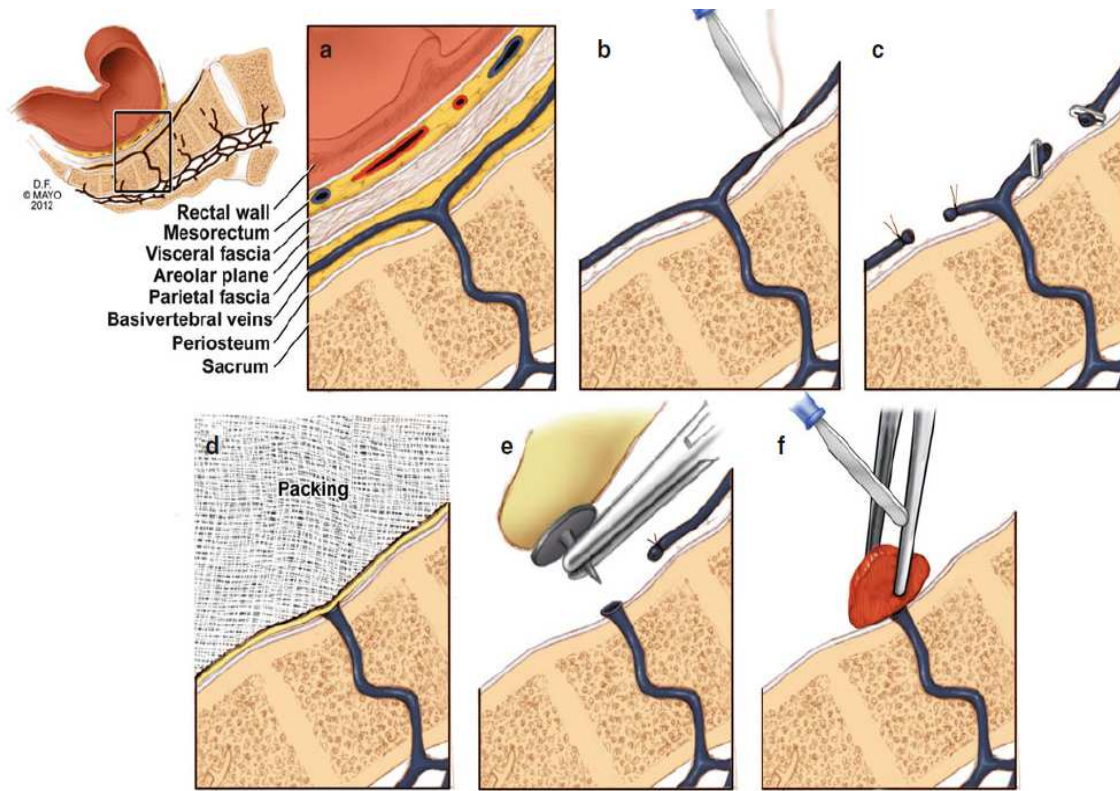 D.F.
© MAYO
2012
Rectal wall
Mesorectum
Visceral fascia
Areolar plane
Parietal fascia
Basivertebral veins
Periosteum
Sacrum
a
b
c
d
Packing
e
f